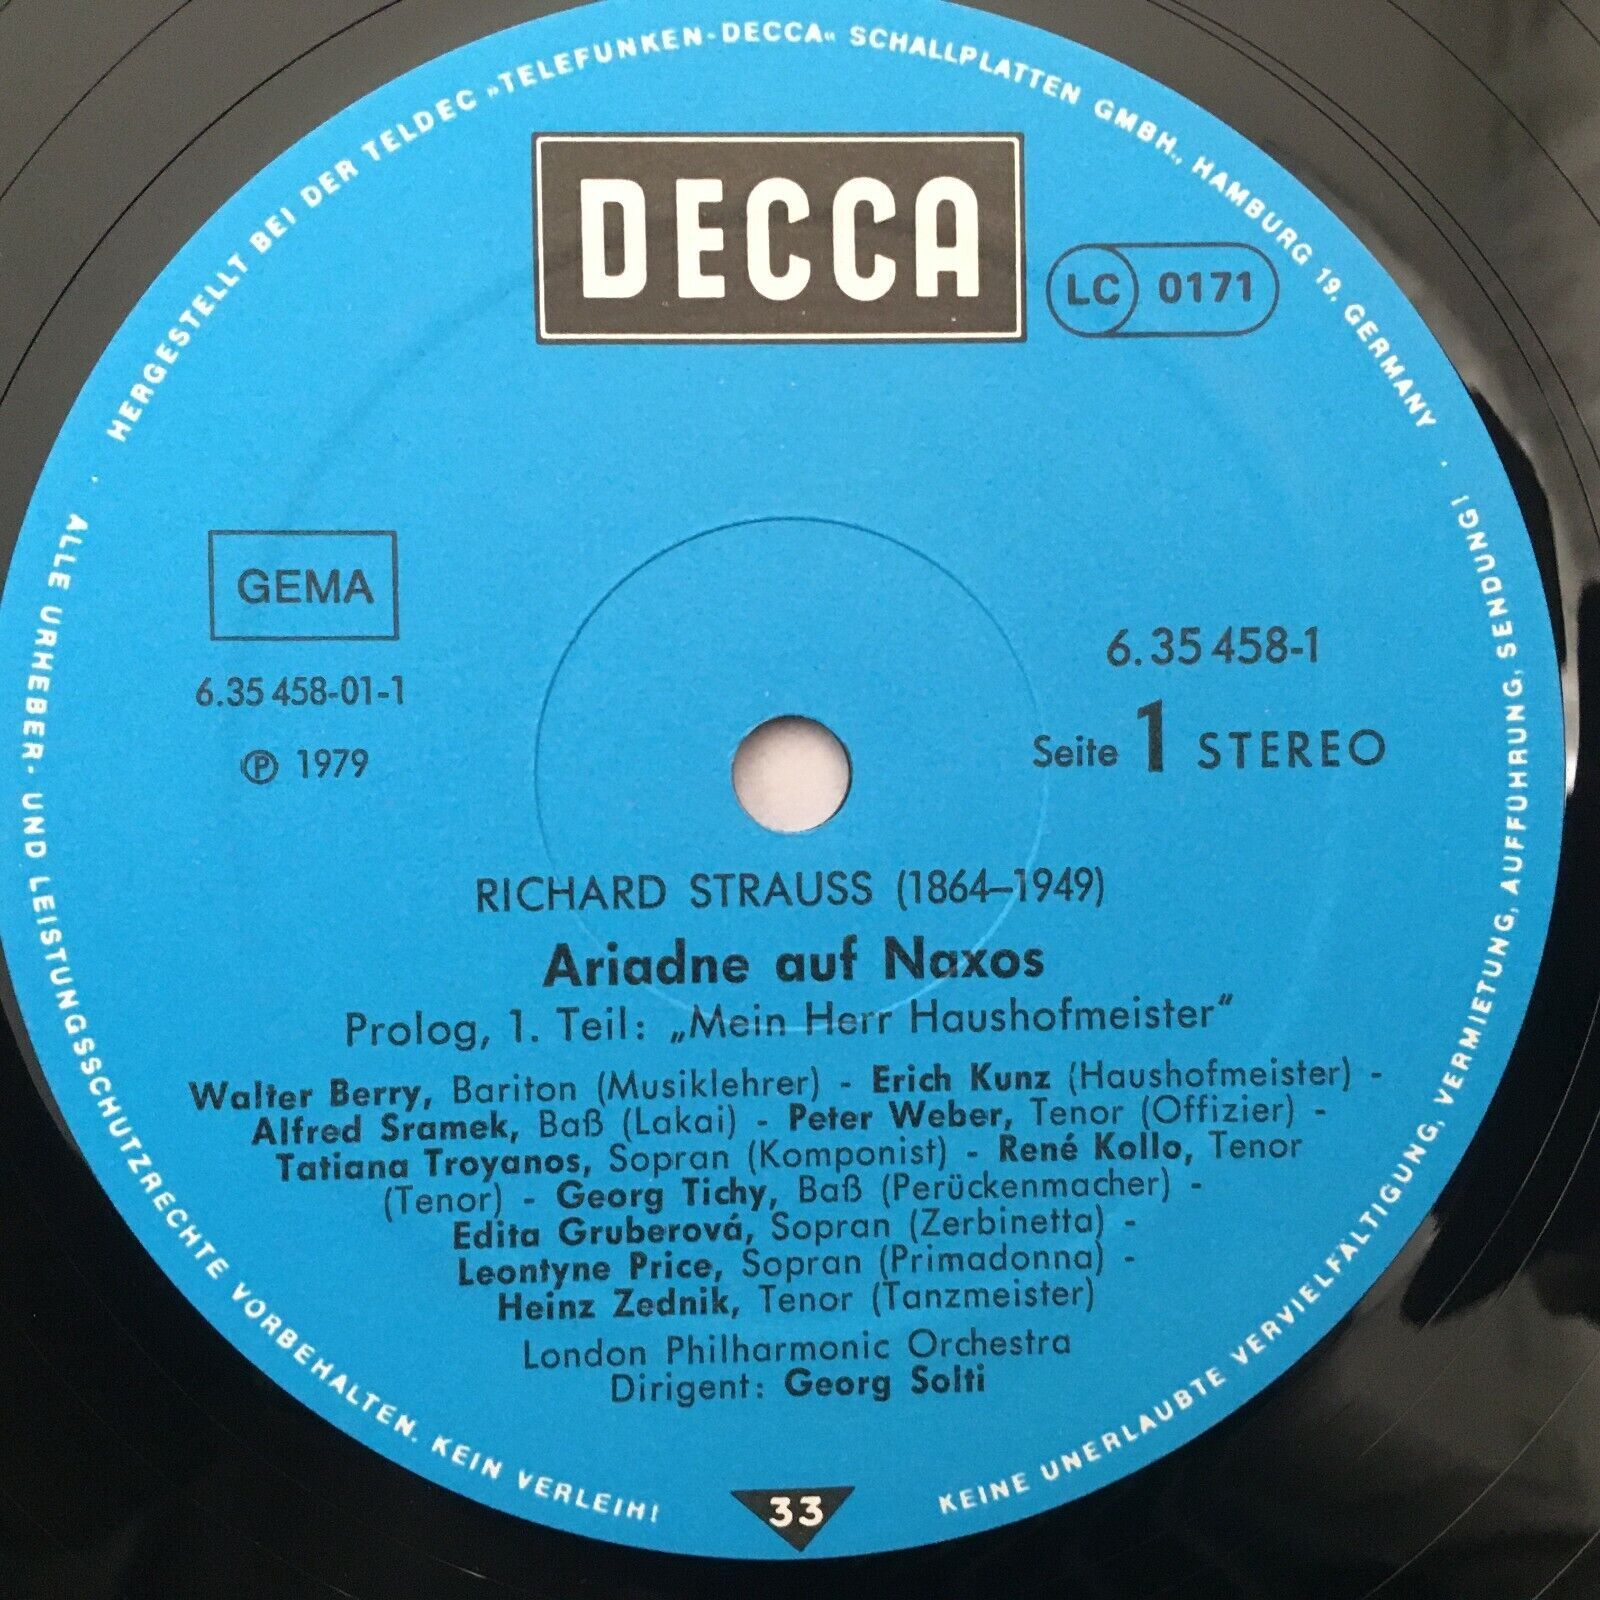 HERGESTELLT BEI DER TELDEC »TELEFUNKEN-DECCA« SCHALLPLATTEN GMBH., HAMBURG 19, GERMANY
DECCA
LC 0171
GEMA
6.35 458-01-1
Ⓟ 1979
6.35 458-1
Seite 1 STEREO
RICHARD STRAUSS (1864–1949)
Ariadne auf Naxos
Prolog, 1. Teil: „Mein Herr Haushofmeister“
Walter Berry, Bariton (Musiklehrer) - Erich Kunz (Haushofmeister) -
Alfred Sramek, Baß (Lakai) - Peter Weber, Tenor (Offizier) -
Tatiana Troyanos, Sopran (Komponist) - René Kollo, Tenor
(Tenor) - Georg Tichy, Baß (Perückenmacher) -
Edita Gruberová, Sopran (Zerbinetta) -
Leontyne Price, Sopran (Primadonna) -
Heinz Zednik, Tenor (Tanzmeister)
London Philharmonic Orchestra
Dirigent: Georg Solti
33
ALLE URHEBER- UND LEISTUNGSSCHUTZRECHTE VORBEHALTEN. KEIN VERLEIH!
KEINE UNERLAUBTE VERVIELFÄLTIGUNG, VERMIETUNG, AUFFÜHRUNG, SENDUNG!